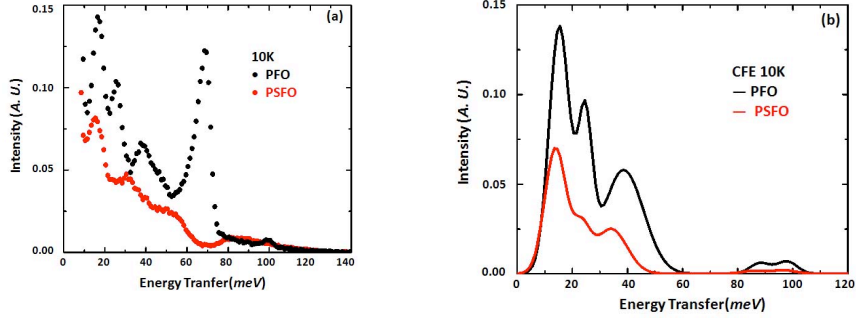 (a)
0.15
0.10
0.05
0.00
Intensity (A. U.)
10K
PFO
PSFO
0 20 40 60 80 100 120 140
Energy Tranfer(meV)
(b)
0.15
0.10
0.05
0.00
Intensity (A. U.)
CFE 10K
PFO
PSFO
0 20 40 60 80 100 120
Energy Transfer(meV)